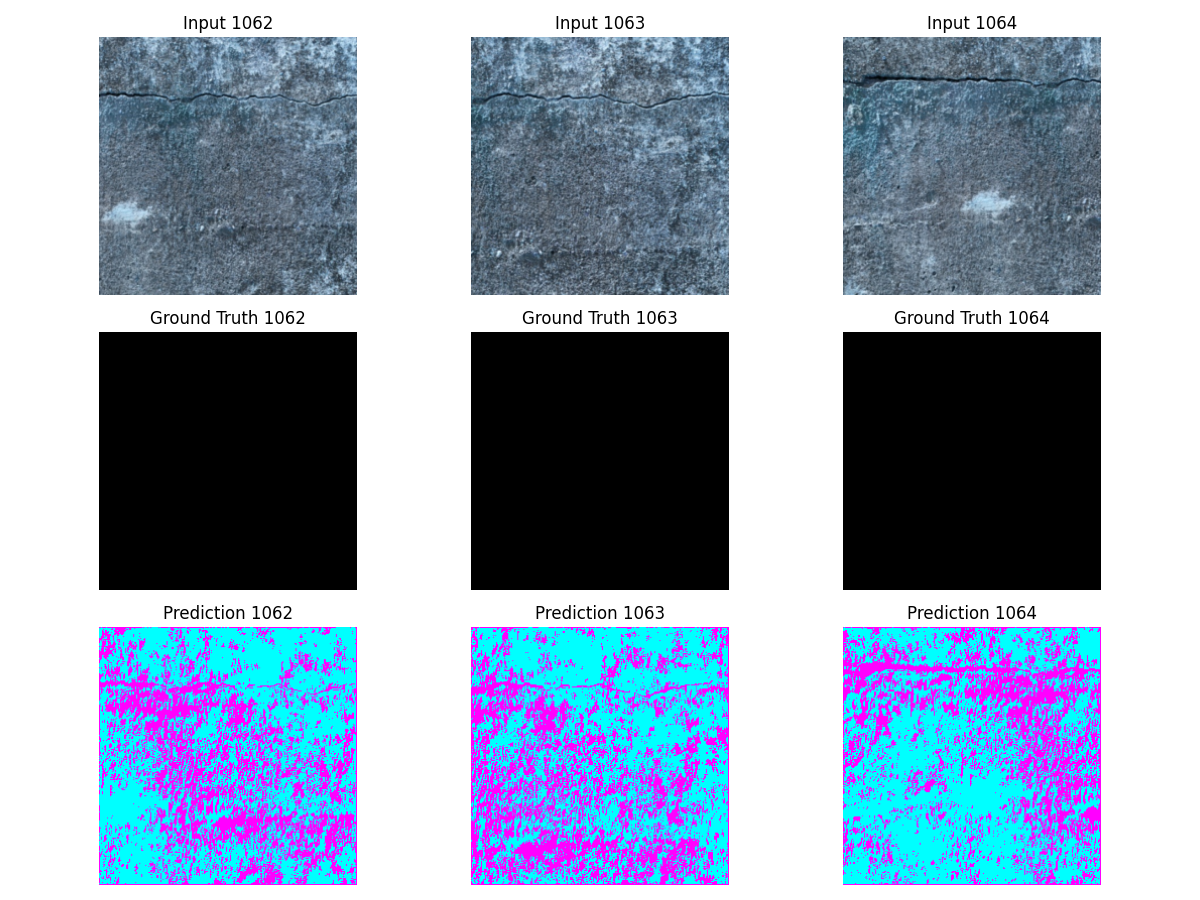 Input 1062
Input 1063
Input 1064
Ground Truth 1062
Ground Truth 1063
Ground Truth 1064
Prediction 1062
Prediction 1063
Prediction 1064